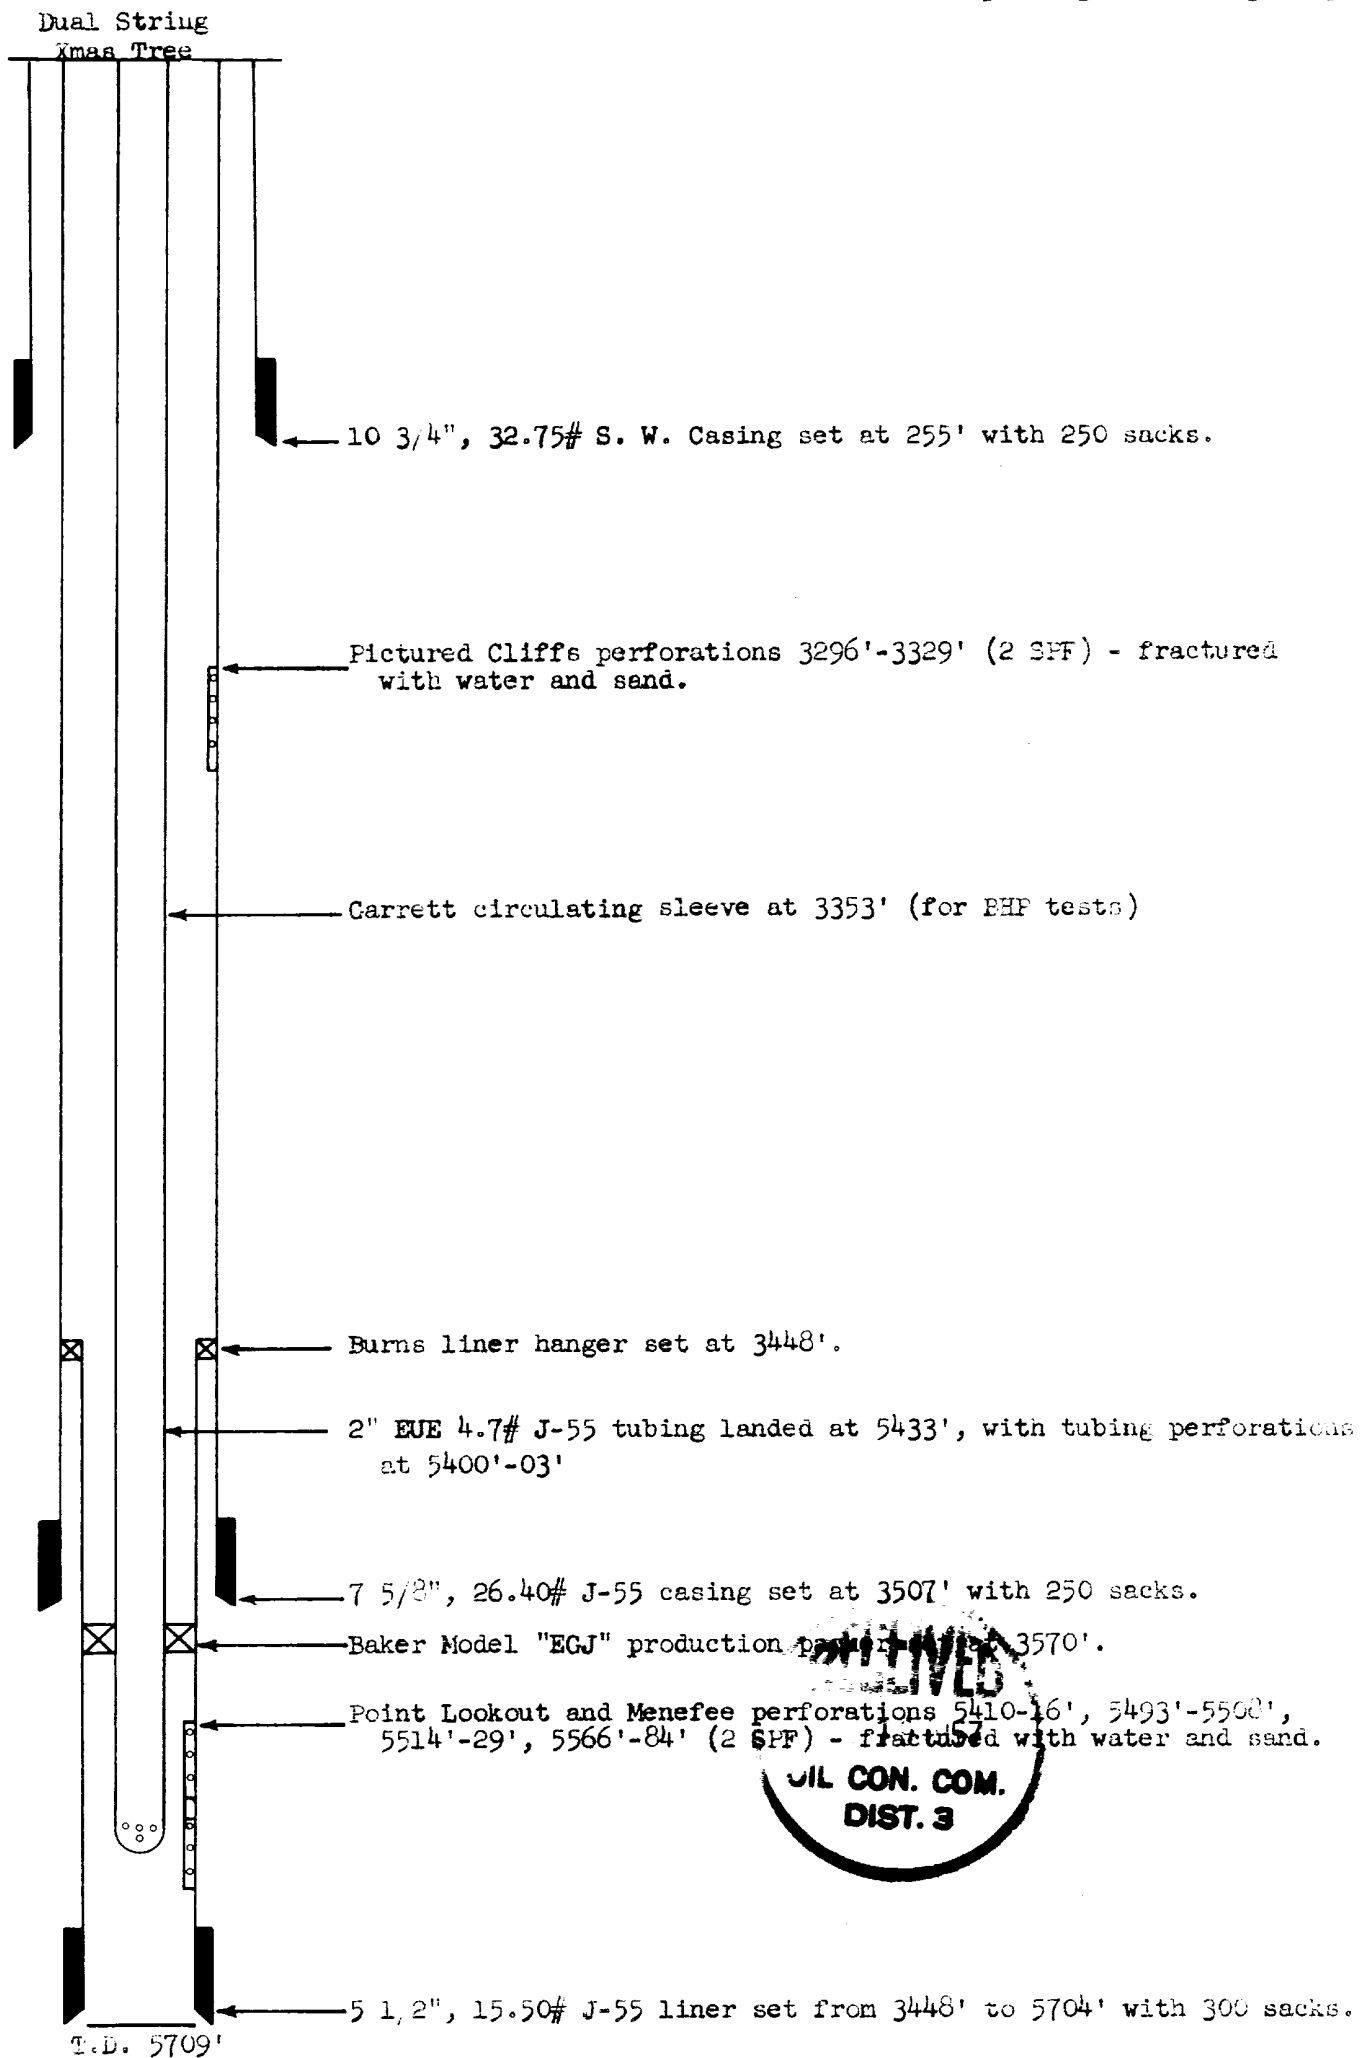 Dual String
Xmas Tree
10 3/4", 32.75# S. W. Casing set at 255' with 250 sacks.
Pictured Cliffs perforations 3296'-3329' (2 SPF) - fractured
with water and sand.
Garrett circulating sleeve at 3353' (for BHP tests)
Burns liner hanger set at 3448'.
2" EUE 4.7# J-55 tubing landed at 5433', with tubing perforations
at 5400'-03'
7 5/8", 26.40# J-55 casing set at 3507' with 250 sacks.
Baker Model "EGJ" production packer set at 3570'.
Point Lookout and Menefee perforations 5410-16', 5493'-5508',
5514'-29', 5566'-84' (2 SPF) - fractured with water and sand.
OIL CON. COM.
DIST. 3
5 1/2", 15.50# J-55 liner set from 3448' to 5704' with 300 sacks.
T.D. 5709'